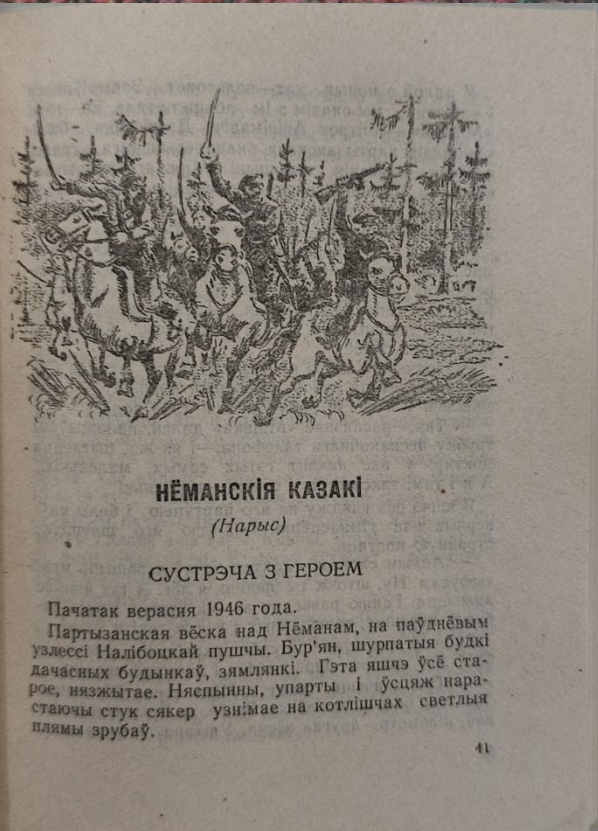 НЁМАНСКІЯ КАЗАКІ
(Нарыс)
СУСТРЭЧА З ГЕРОЕМ
Пачатак верасня 1946 года.
Партызанская вёска над Нёманам, на паўднёвым
узлессі Налібоцкай пушчы. Бур'ян, шурпатыя будкі
дачасных будынкаў, зямлянкі. Гэта яшчэ ўсё ста-
рое, нязжытае. Няспынны, упарты і ўсцяж нара-
стаючы стук сякер узнімае на котлішчах светлыя
плямы зрубаў.
41